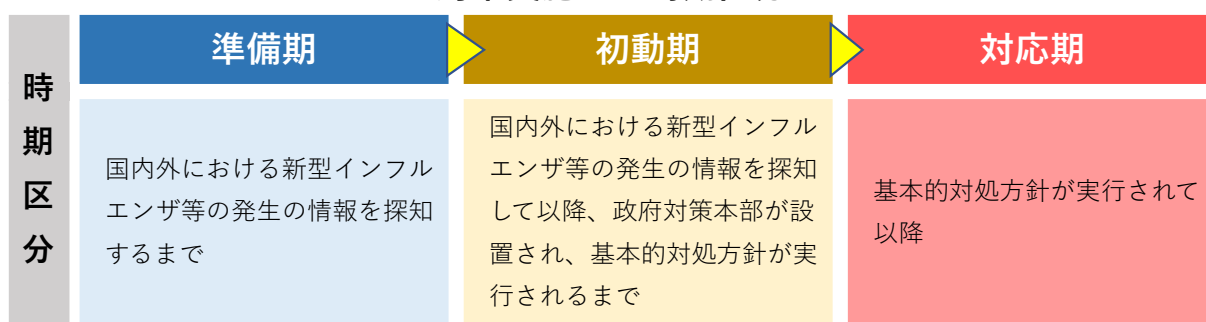 準備期
初動期
対応期
時
期
区
分
国内外における新型インフル
エンザ等の発生の情報を探知
するまで
国内外における新型インフル
エンザ等の発生の情報を探知
して以降、政府対策本部が設
置され、基本的対処方針が実
行されるまで
基本的対処方針が実行されて
以降